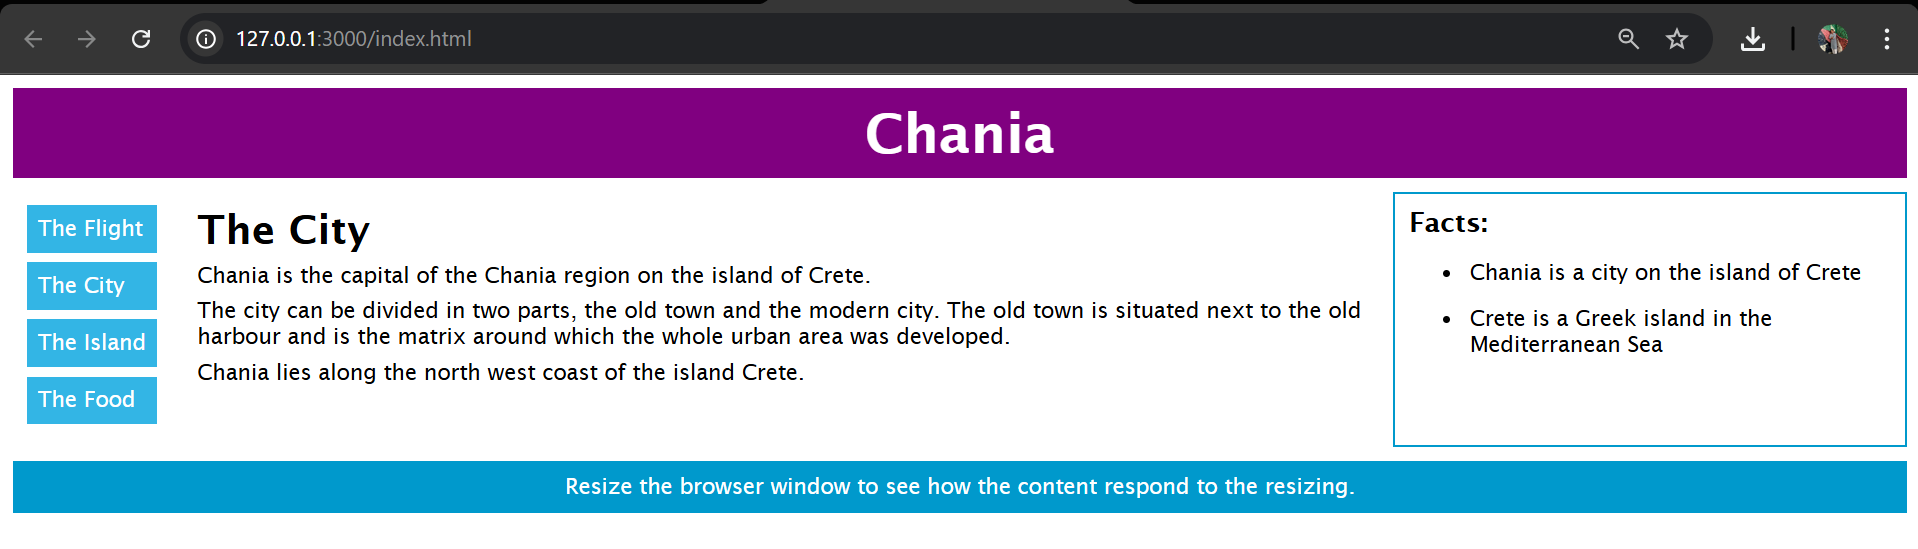 127.0.0.1:3000/index.html
Chania
The Flight
The City
The Island
The Food
The City
Chania is the capital of the Chania region on the island of Crete.
The city can be divided in two parts, the old town and the modern city. The old town is situated next to the old
harbour and is the matrix around which the whole urban area was developed.
Chania lies along the north west coast of the island Crete.
Facts:
Chania is a city on the island of Crete
Crete is a Greek island in the
Mediterranean Sea
Resize the browser window to see how the content respond to the resizing.